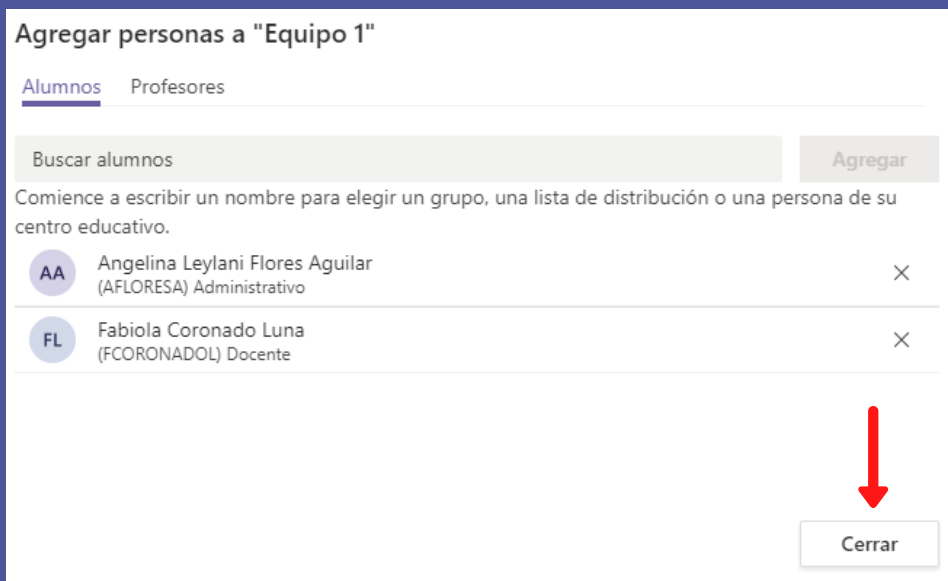 Agregar personas a "Equipo 1"
Alumnos Profesores
Buscar alumnos Agregar
Comience a escribir un nombre para elegir un grupo, una lista de distribución o una persona de su
centro educativo.
AA Angelina Leylani Flores Aguilar
(AFLORESA) Administrativo
FL Fabiola Coronado Luna
(FCORONADOL) Docente
Cerrar